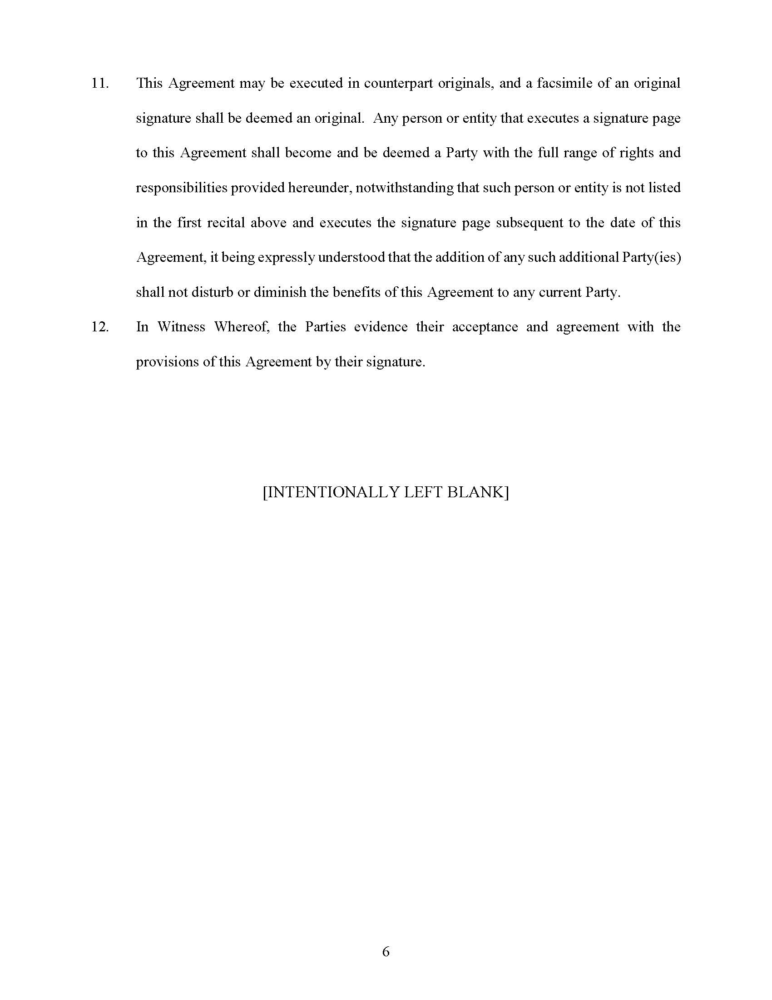 11. This Agreement may be executed in counterpart originals, and a facsimile of an original
signature shall be deemed an original.  Any person or entity that executes a signature page
to this Agreement shall become and be deemed a Party with the full range of rights and
responsibilities provided hereunder, notwithstanding that such person or entity is not listed
in the first recital above and executes the signature page subsequent to the date of this
Agreement, it being expressly understood that the addition of any such additional Party(ies)
shall not disturb or diminish the benefits of this Agreement to any current Party.
12. In Witness Whereof, the Parties evidence their acceptance and agreement with the
provisions of this Agreement by their signature.
[INTENTIONALLY LEFT BLANK]
6